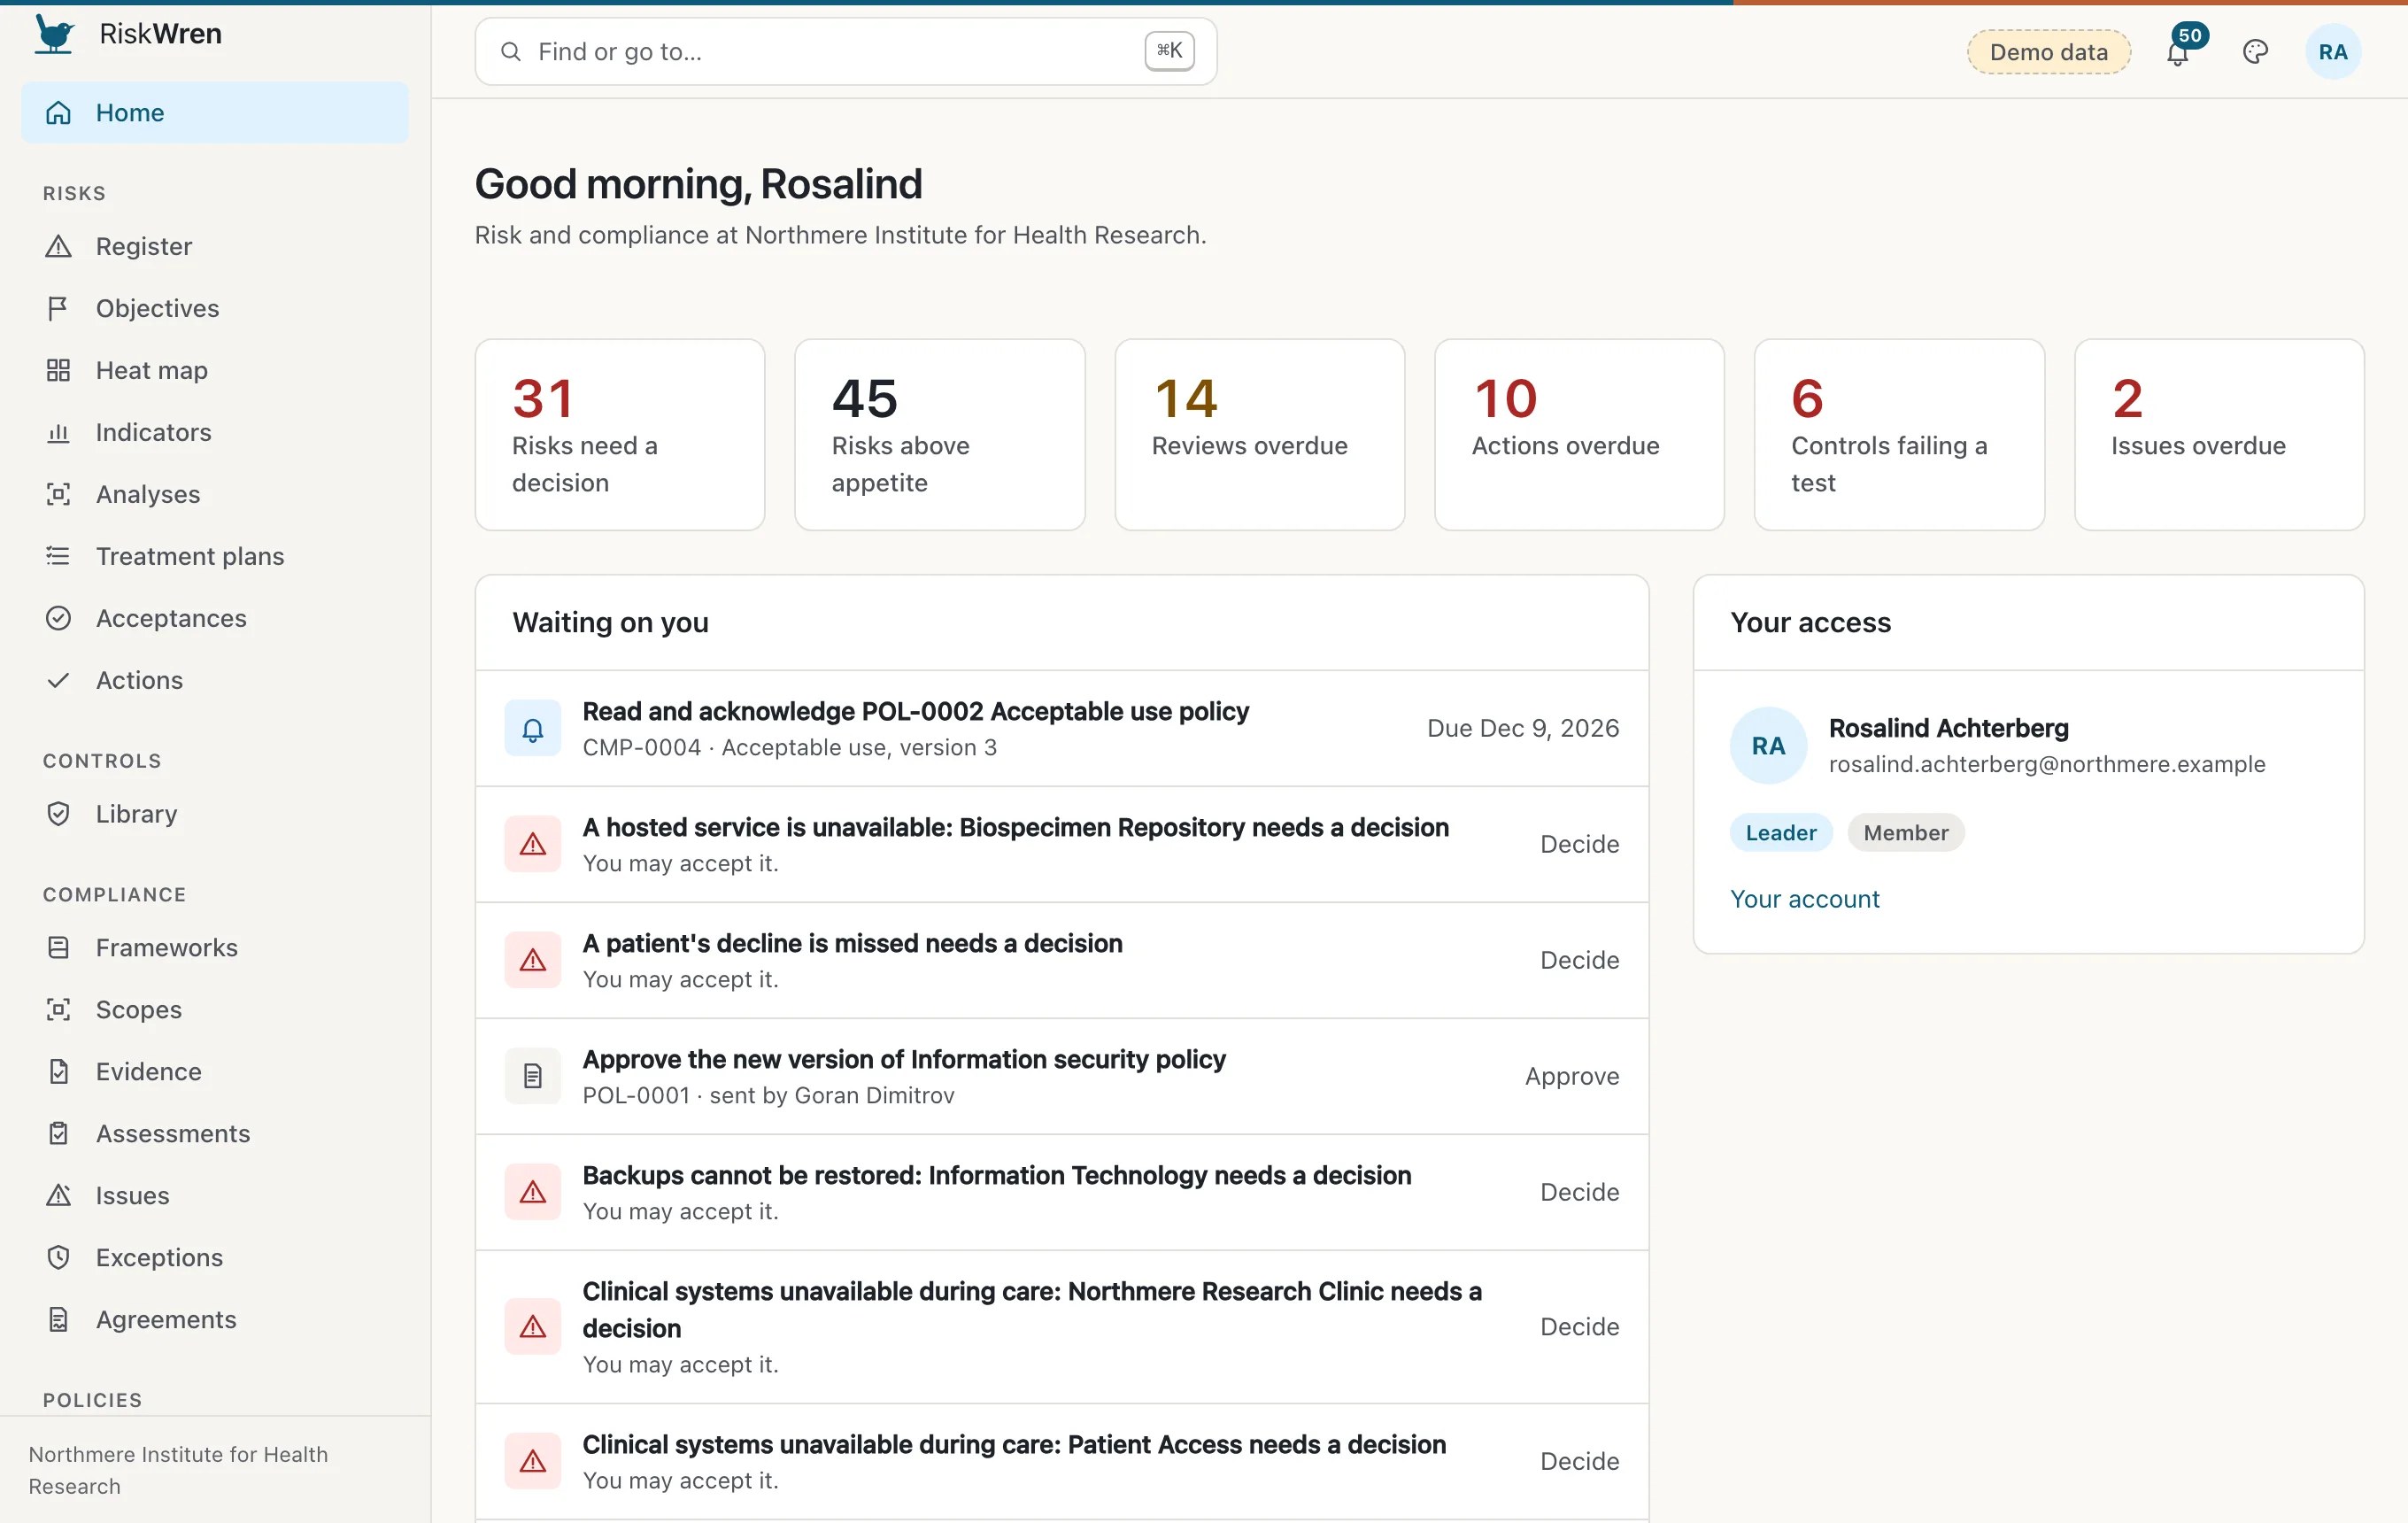 RiskWren
Find or go to...
⌘K
Demo data
50
RA
Home
RISKS
Register
Objectives
Heat map
Indicators
Analyses
Treatment plans
Acceptances
Actions
CONTROLS
Library
COMPLIANCE
Frameworks
Scopes
Evidence
Assessments
Issues
Exceptions
Agreements
POLICIES
Northmere Institute for Health
Research
Good morning, Rosalind
Risk and compliance at Northmere Institute for Health Research.
31
Risks need a
decision
45
Risks above
appetite
14
Reviews overdue
10
Actions overdue
6
Controls failing a
test
2
Issues overdue
Waiting on you
Read and acknowledge POL-0002 Acceptable use policy
CMP-0004 · Acceptable use, version 3
Due Dec 9, 2026
A hosted service is unavailable: Biospecimen Repository needs a decision
You may accept it.
Decide
A patient's decline is missed needs a decision
You may accept it.
Decide
Approve the new version of Information security policy
POL-0001 · sent by Goran Dimitrov
Approve
Backups cannot be restored: Information Technology needs a decision
You may accept it.
Decide
Clinical systems unavailable during care: Northmere Research Clinic needs a
decision
You may accept it.
Decide
Clinical systems unavailable during care: Patient Access needs a decision
You may accept it.
Decide
Your access
RA
Rosalind Achterberg
rosalind.achterberg@northmere.example
Leader
Member
Your account